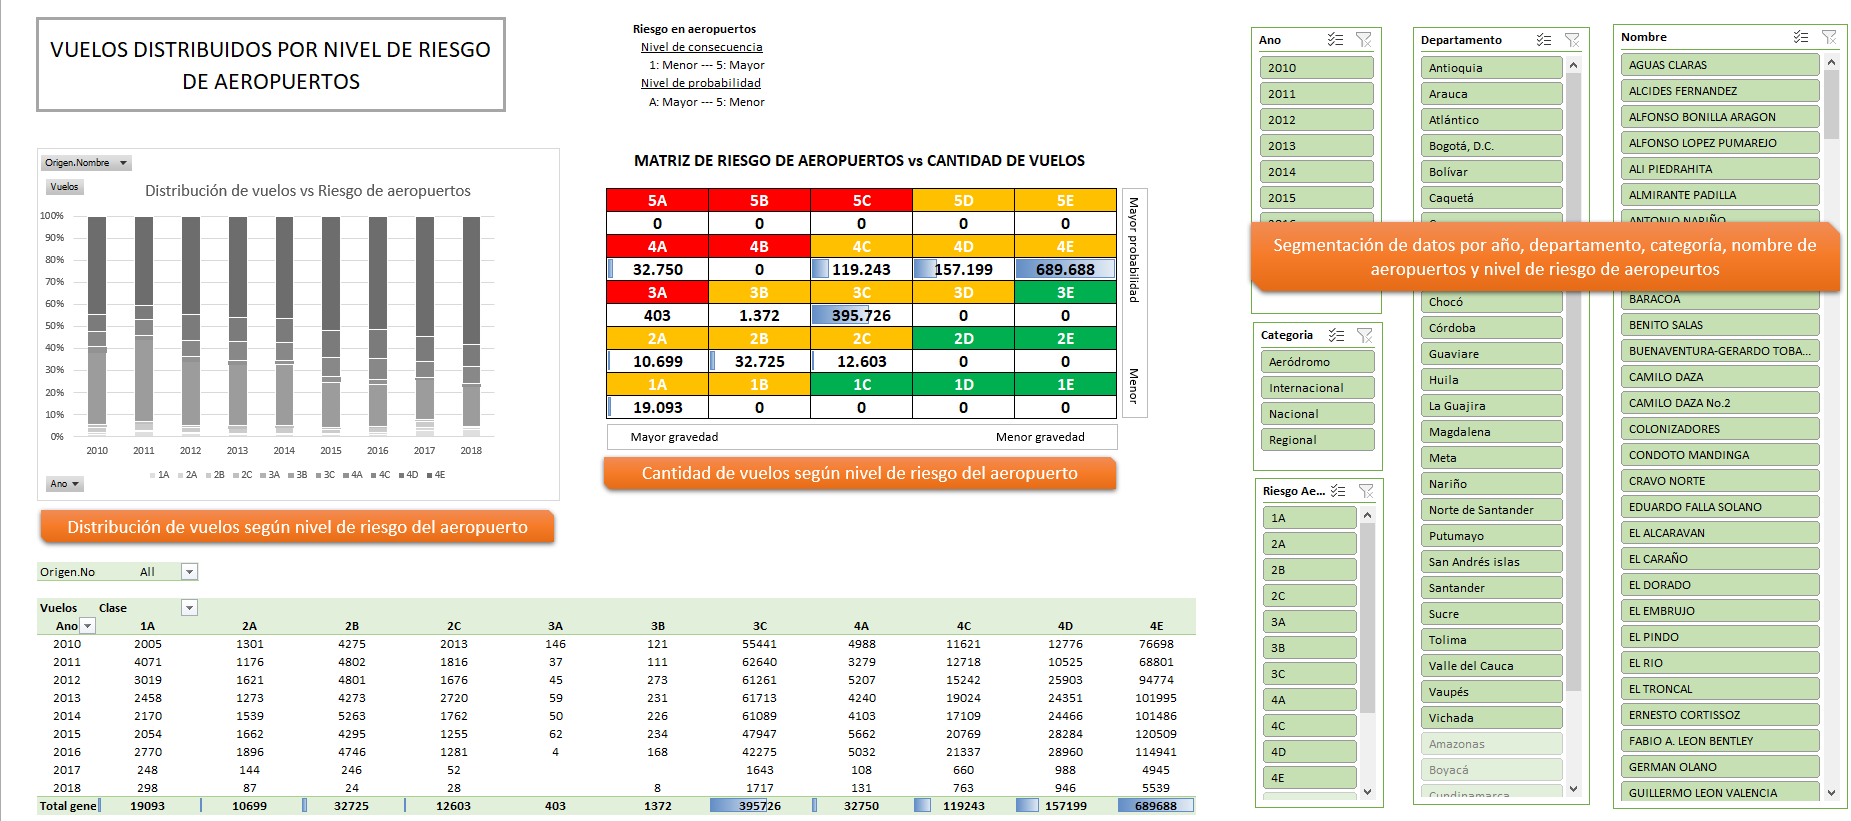 VUELOS DISTRIBUIDOS POR NIVEL DE RIESGO
DE AEROPUERTOS
Riesgo en aeropuertos
Nivel de consecuencia
1: Menor --- 5: Mayor
Nivel de probabilidad
A: Mayor --- 5: Menor
Origen.Nombre
Vuelos
Distribución de vuelos vs Riesgo de aeropuertos
100%
90%
80%
70%
60%
50%
40%
30%
20%
10%
0%
2010 2011 2012 2013 2014 2015 2016 2017 2018
1A 2A 2B 2C 3A 3B 3C 4A 4C 4D 4E
Ano
Distribución de vuelos según nivel de riesgo del aeropuerto
MATRIZ DE RIESGO DE AEROPUERTOS vs CANTIDAD DE VUELOS
5A 5B 5C 5D 5E
0 0 0 0 0
4A 4B 4C 4D 4E
32.750 0 119.243 157.199 689.688
3A 3B 3C 3D 3E
403 1.372 395.726 0 0
2A 2B 2C 2D 2E
10.699 32.725 12.603 0 0
1A 1B 1C 1D 1E
19.093 0 0 0 0
Mayor probabilidad
Menor
Mayor gravedad Menor gravedad
Cantidad de vuelos según nivel de riesgo del aeropuerto
Origen.No All
Vuelos Clase
Ano 1A 2A 2B 2C 3A 3B 3C 4A 4C 4D 4E
2010 2005 1301 4275 2013 146 121 55441 4988 11621 12776 76698
2011 4071 1176 4802 1816 37 111 62640 3279 12718 10525 68801
2012 3019 1621 4801 1676 45 273 61261 5207 15242 25903 94774
2013 2458 1273 4273 2720 59 231 61713 4240 19024 24351 101995
2014 2170 1539 5263 1762 50 226 61089 4103 17109 24466 101486
2015 2054 1662 4295 1255 62 234 47947 5662 20769 28284 120509
2016 2770 1896 4746 1281 4 168 42275 5032 21337 28960 114941
2017 248 144 246 52 1643 108 660 988 4945
2018 298 87 24 28 8 1717 131 763 946 5539
Total gene 19093 10699 32725 12603 403 1372 395726 32750 119243 157199 689688
Ano
2010
2011
2012
2013
2014
2015
Segmentación de datos por año, departamento, categoría, nombre de
aeropuertos y nivel de riesgo de aeropeurtos
Categoria
Aeródromo
Internacional
Nacional
Regional
Riesgo Ae...
1A
2A
2B
2C
3A
3B
3C
4A
4C
4D
4E
Departamento
Antioquia
Arauca
Atlántico
Bogotá, D.C.
Bolívar
Caquetá
Chocó
Córdoba
Guaviare
Huila
La Guajira
Magdalena
Meta
Nariño
Norte de Santander
Putumayo
San Andrés islas
Santander
Sucre
Tolima
Valle del Cauca
Vaupés
Vichada
Amazonas
Boyacá
Cundinamarca
Nombre
AGUAS CLARAS
ALCIDES FERNANDEZ
ALFONSO BONILLA ARAGON
ALFONSO LOPEZ PUMAREJO
ALI PIEDRAHITA
ALMIRANTE PADILLA
ANTONIO NARIÑO
BARACOA
BENITO SALAS
BUENAVENTURA-GERARDO TOBA...
CAMILO DAZA
CAMILO DAZA No.2
COLONIZADORES
CONDOTO MANDINGA
CRAVO NORTE
EDUARDO FALLA SOLANO
EL ALCARAVAN
EL CARAÑO
EL DORADO
EL EMBRUJO
EL PINDO
EL RIO
EL TRONCAL
ERNESTO CORTISSOZ
FABIO A. LEON BENTLEY
GERMAN OLANO
GUILLERMO LEON VALENCIA